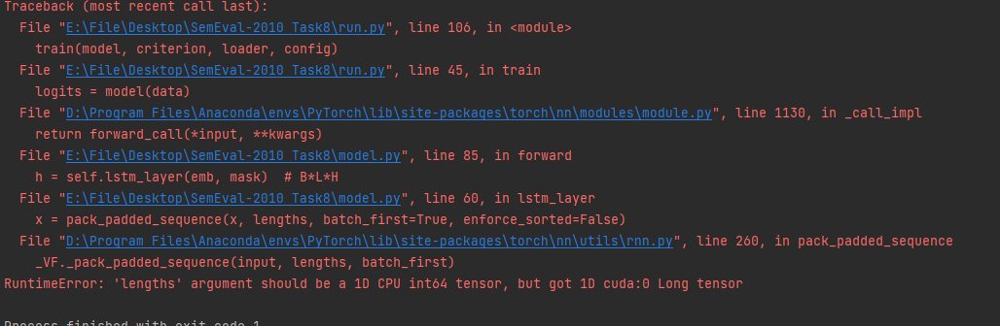 Traceback (most recent call last):
File "E:\File\Desktop\SemEval-2010 Task8\run.py", line 106, in <module>
train(model, criterion, loader, config)
File "E:\File\Desktop\SemEval-2010 Task8\run.py", line 45, in train
logits = model(data)
File "D:\Program Files\Anaconda\envs\PyTorch\lib\site-packages\torch\nn\modules\module.py", line 1130, in _call_impl
return forward_call(*input, **kwargs)
File "E:\File\Desktop\SemEval-2010 Task8\model.py", line 85, in forward
h = self.lstm_layer(emb, mask)  # B*L*H
File "E:\File\Desktop\SemEval-2010 Task8\model.py", line 60, in lstm_layer
x = pack_padded_sequence(x, lengths, batch_first=True, enforce_sorted=False)
File "D:\Program Files\Anaconda\envs\PyTorch\lib\site-packages\torch\nn\utils\rnn.py", line 260, in pack_padded_sequence
_VF._pack_padded_sequence(input, lengths, batch_first)
RuntimeError: 'lengths' argument should be a 1D CPU int64 tensor, but got 1D cuda:0 Long tensor
Process finished with exit code 1